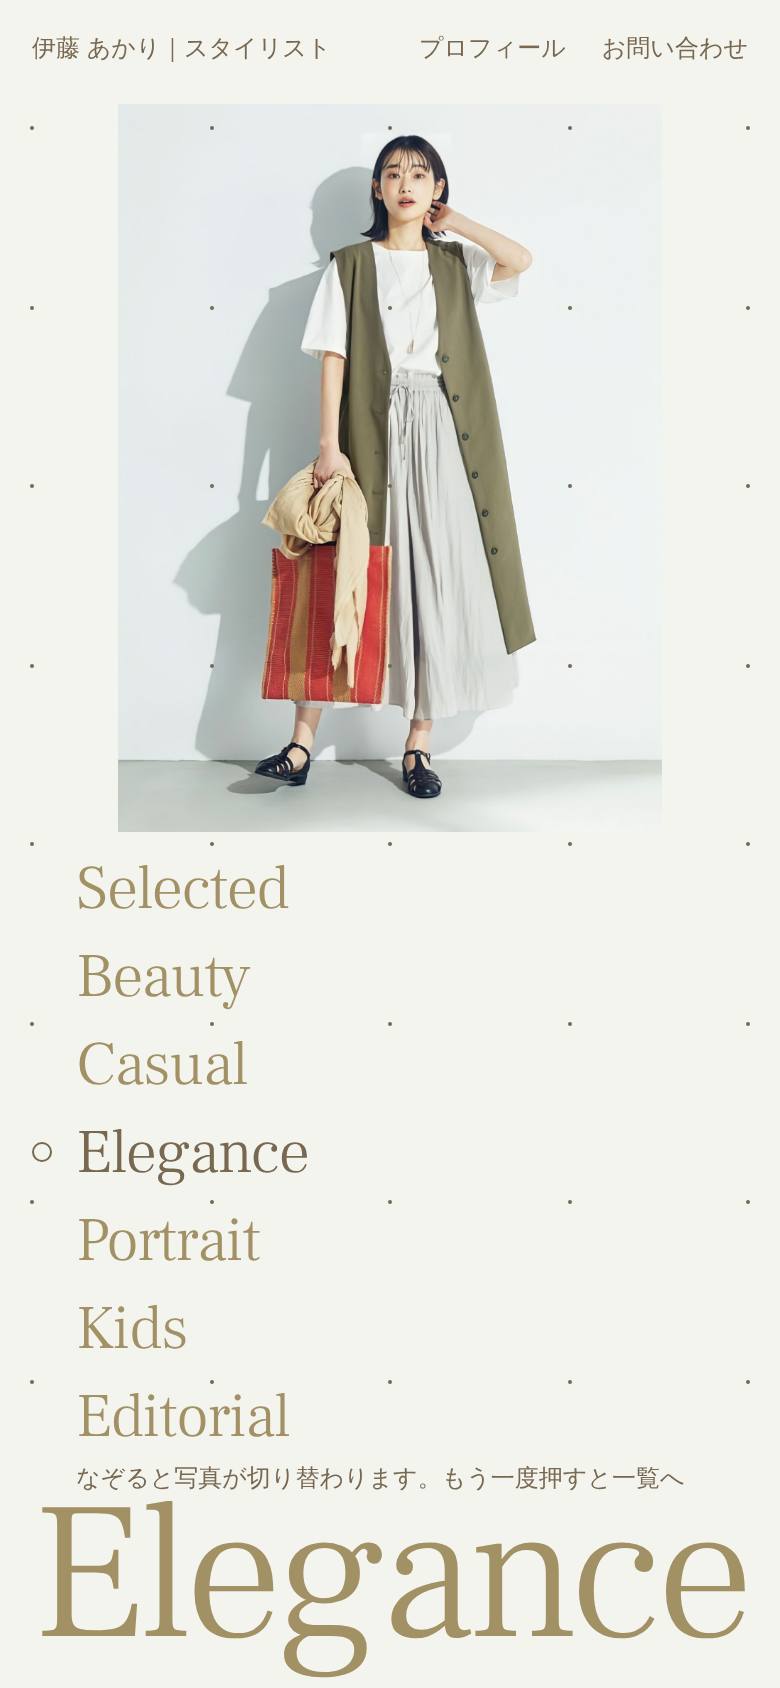 伊藤 あかり｜スタイリスト
プロフィール
お問い合わせ
Selected
Beauty
Casual
Elegance
Portrait
Kids
Editorial
なぞると写真が切り替わります。もう一度押すと一覧へ
Elegance